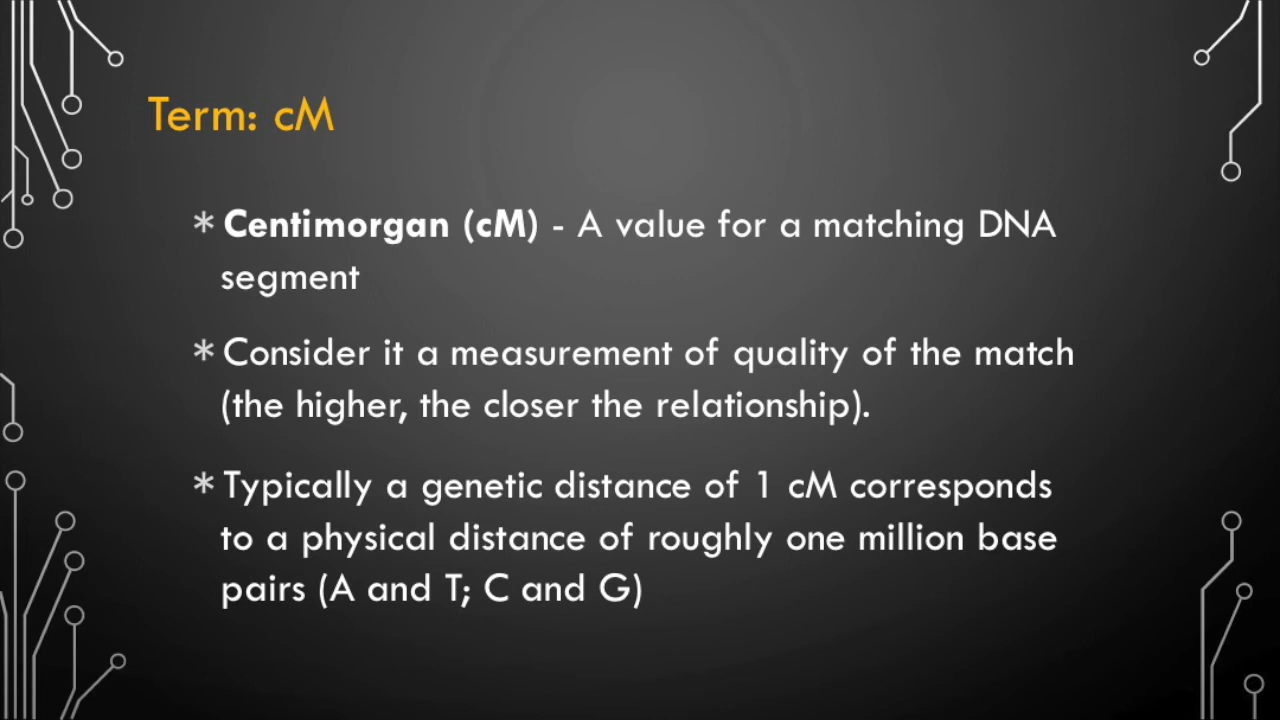 Term: cM
* Centimorgan (cM) - A value for a matching DNA
segment
* Consider it a measurement of quality of the match
(the higher, the closer the relationship).
* Typically a genetic distance of 1 cM corresponds
to a physical distance of roughly one million base
pairs (A and T; C and G)